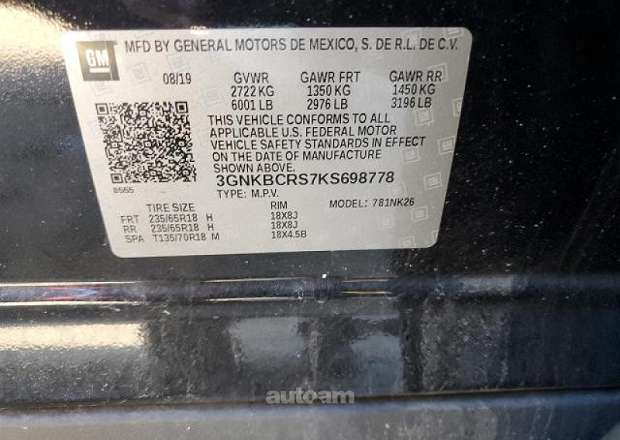 GM
MFD BY GENERAL MOTORS DE MEXICO, S. DE R.L. DE C.V.
08/19 GVWR GAWR FRT GAWR RR
2722 KG 1350 KG 1450 KG
6001 LB 2976 LB 3196 LB
THIS VEHICLE CONFORMS TO ALL
APPLICABLE U.S. FEDERAL MOTOR
VEHICLE SAFETY STANDARDS IN EFFECT
ON THE DATE OF MANUFACTURE
SHOWN ABOVE.
3GNKBCRS7KS698778
TYPE: M.P.V.
TIRE SIZE RIM MODEL: 781NK26
FRT 235/65R18 H 18X8J
RR 235/65R18 H 18X8J
SPA T135/70R18 M 18X4.5B
autoam